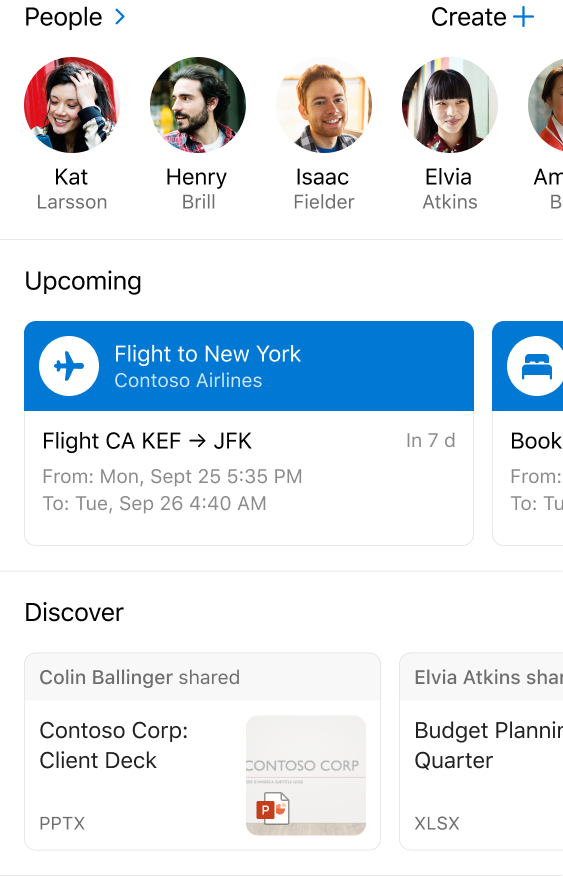 People
Create
Kat
Larsson
Henry
Brill
Isaac
Fielder
Elvia
Atkins
Am
B
Upcoming
Flight to New York
Contoso Airlines
Flight CA KEF → JFK
In 7 d
From: Mon, Sept 25 5:35 PM
To: Tue, Sep 26 4:40 AM
Book
From:
To: Tu
Discover
Colin Ballinger shared
Contoso Corp:
Client Deck
PPTX
CONTOSO CORP
P
Elvia Atkins shar
Budget Plannin
Quarter
XLSX